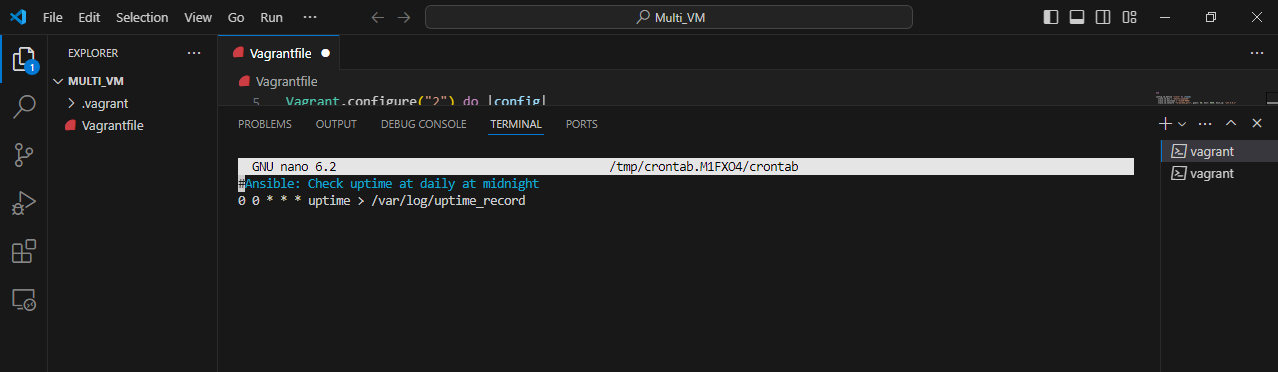 File Edit Selection View Go Run ··· Multi_VM
EXPLORER ···
MULTI_VM
.vagrant
Vagrantfile
1
Vagrantfile
Vagrantfile
5 Vagrant.configure("2") do |config|
PROBLEMS OUTPUT DEBUG CONSOLE TERMINAL PORTS
GNU nano 6.2 /tmp/crontab.M1FXO4/crontab
#Ansible: Check uptime at daily at midnight
0 0 * * * uptime > /var/log/uptime_record
vagrant
vagrant